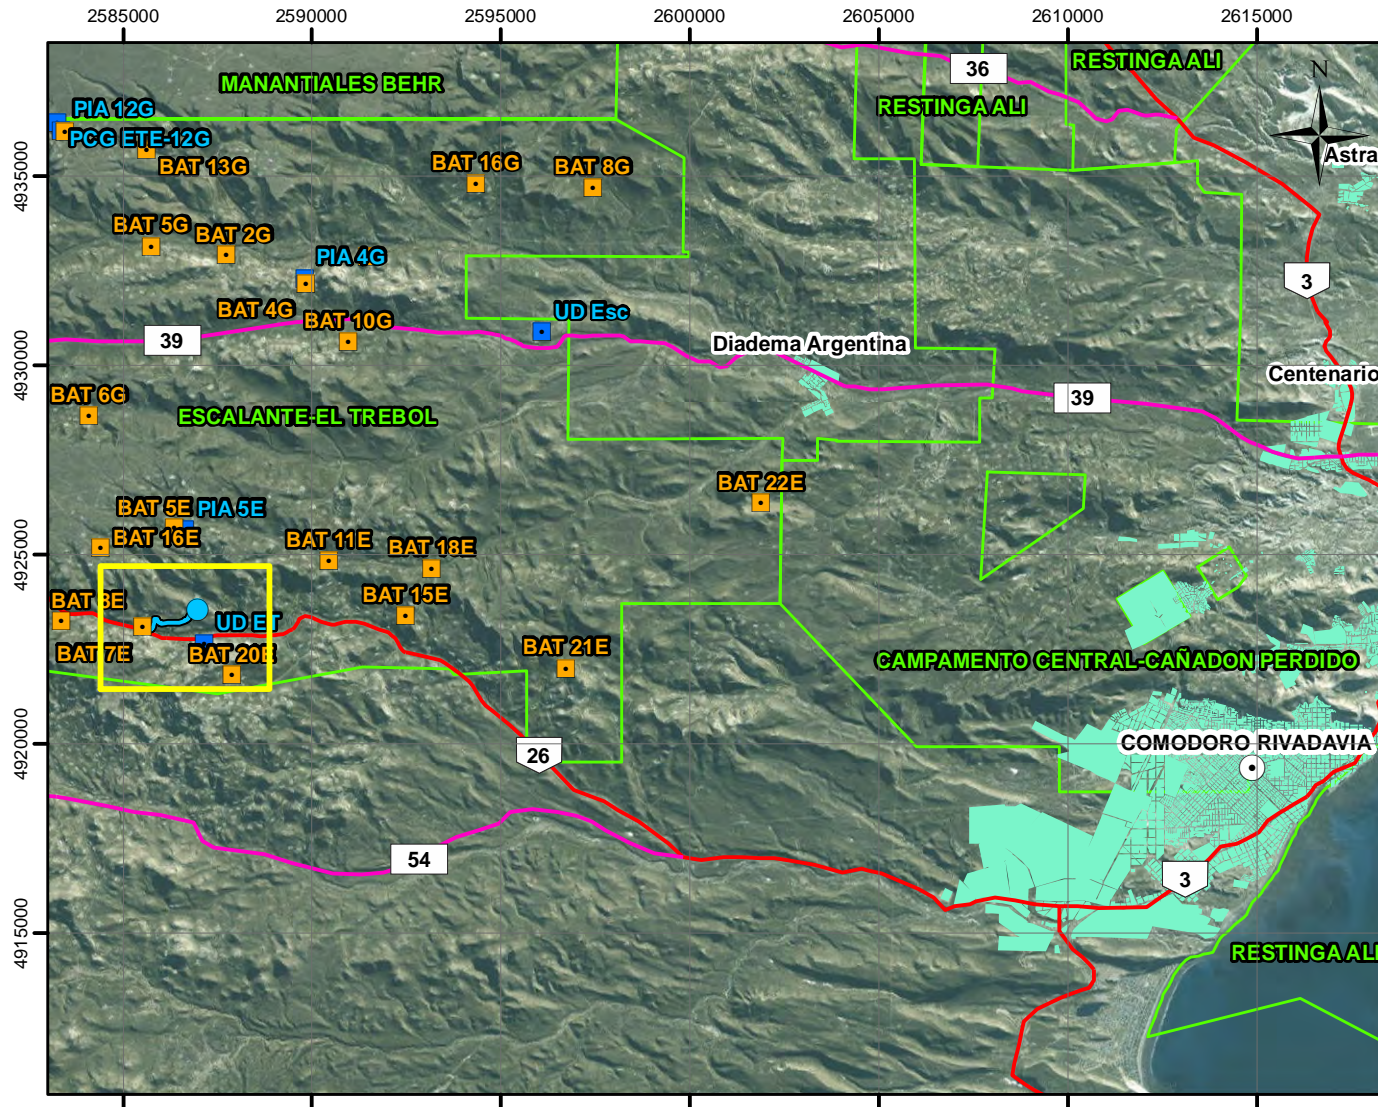 2585000
2590000
2595000
2600000
2605000
2610000
2615000
4935000
4930000
4925000
4920000
4915000
N
MANANTIALES BEHR
36
RESTINGA ALI
RESTINGA ALI
PIA 12G
PCG ETE-12G
BAT 13G
BAT 16G
BAT 8G
Astra
BAT 5G
BAT 2G
PIA 4G
3
BAT 4G
BAT 10G
UD Esc
39
Diadema Argentina
Centenario
BAT 6G
ESCALANTE-EL TREBOL
39
BAT 22E
BAT 5E
PIA 5E
BAT 16E
BAT 11E
BAT 18E
BAT 8E
BAT 15E
UD ET
BAT 7E
BAT 20E
BAT 21E
CAMPAMENTO CENTRAL-CAÑADON PERDIDO
26
COMODORO RIVADAVIA
54
3
RESTINGA ALI